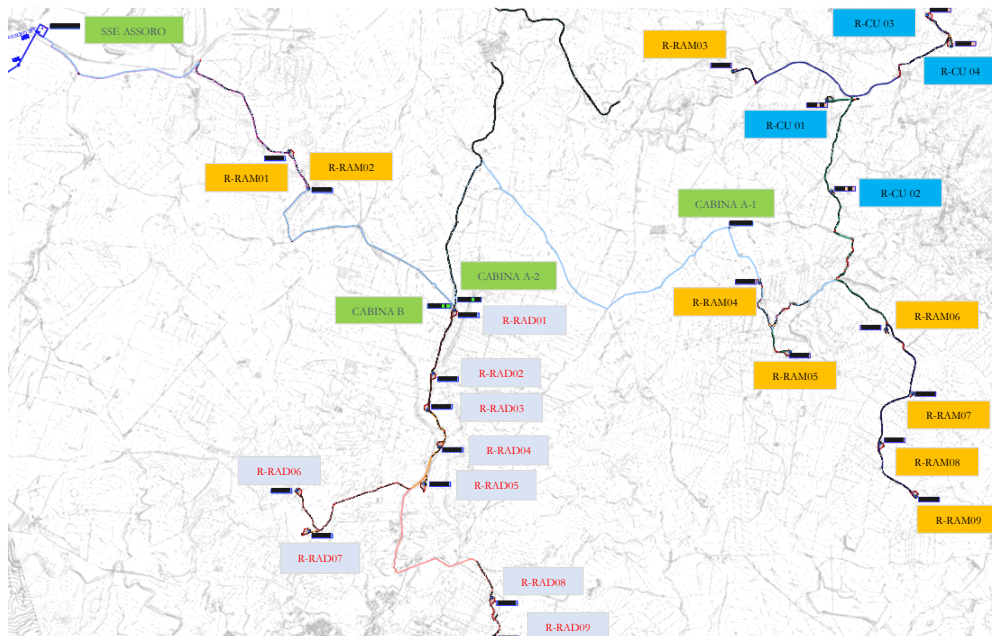 R-CU 03
SSE ASSORO
R-RAM03
R-CU 04
R-CU 01
R-RAM01
R-RAM02
R-CU 02
CABINA A-1
CABINA A-2
R-RAM04
CABINA B
R-RAD01
R-RAM06
R-RAD02
R-RAM05
R-RAD03
R-RAM07
R-RAD04
R-RAM08
R-RAD06
R-RAD05
R-RAM09
R-RAD07
R-RAD08
R-RAD09